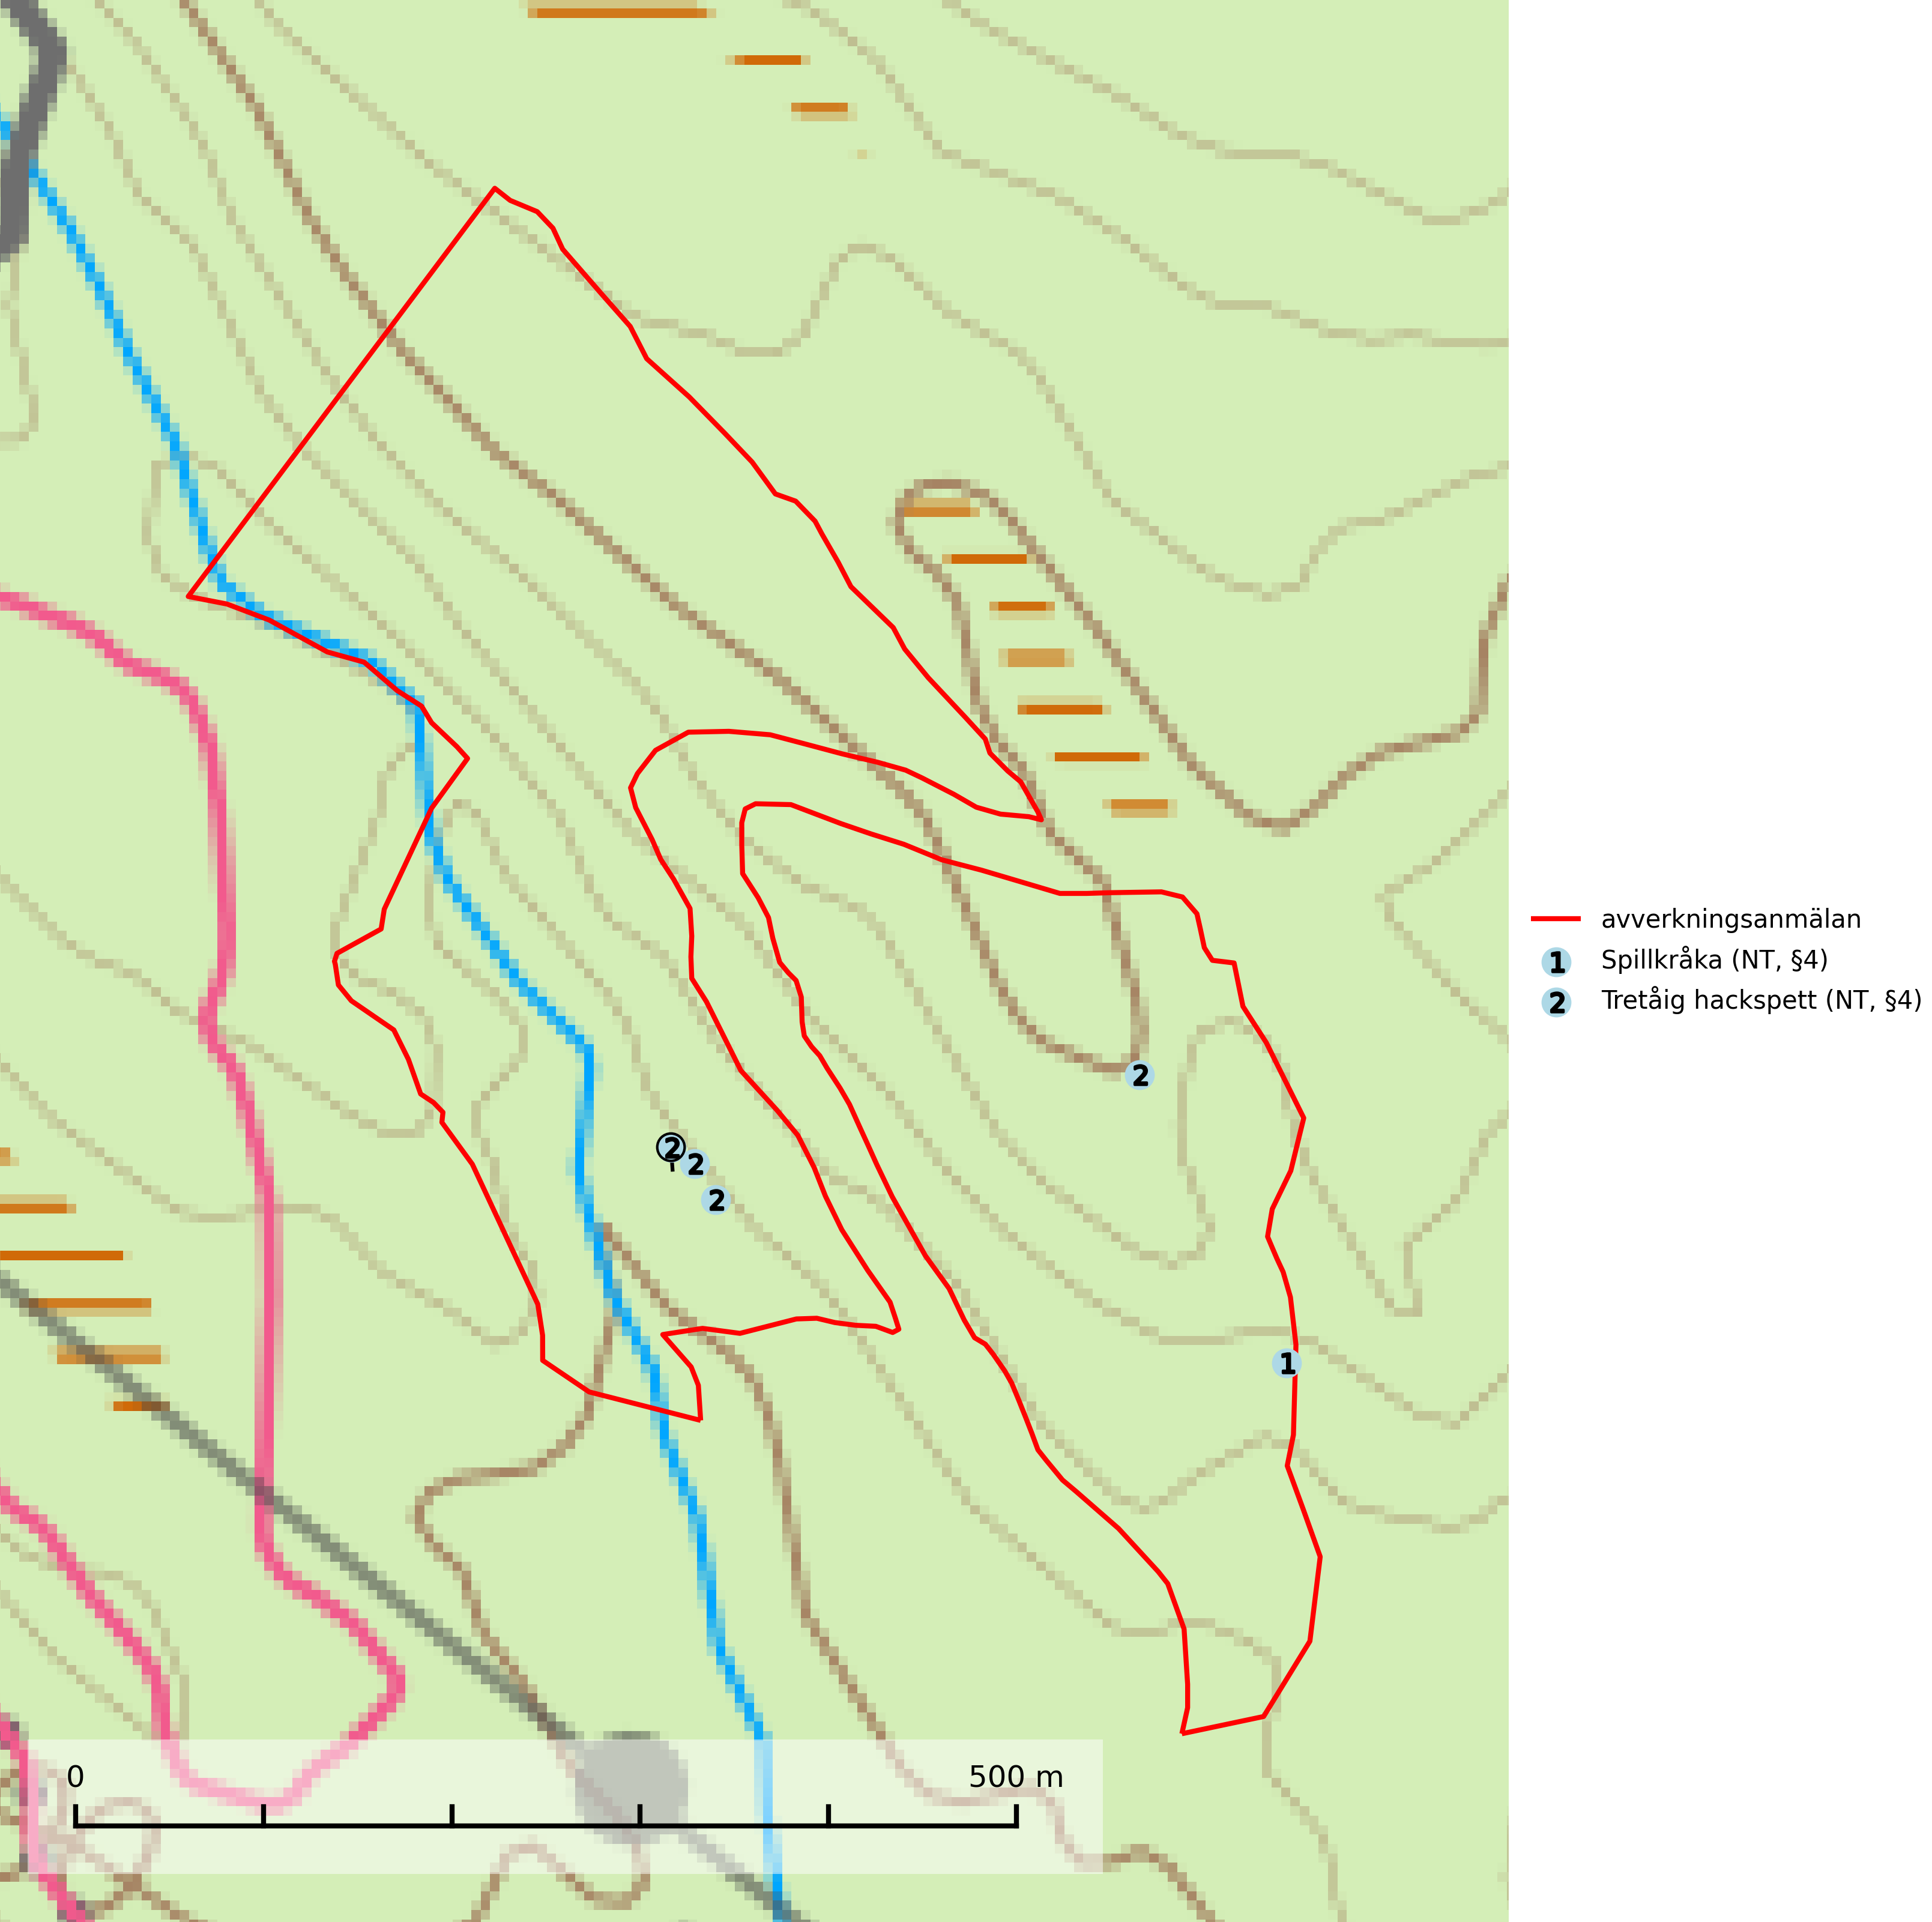 2
2
2
2
1
avverkningsanmälan
1 Spillkråka (NT, §4)
2 Tretåig hackspett (NT, §4)
0 500 m